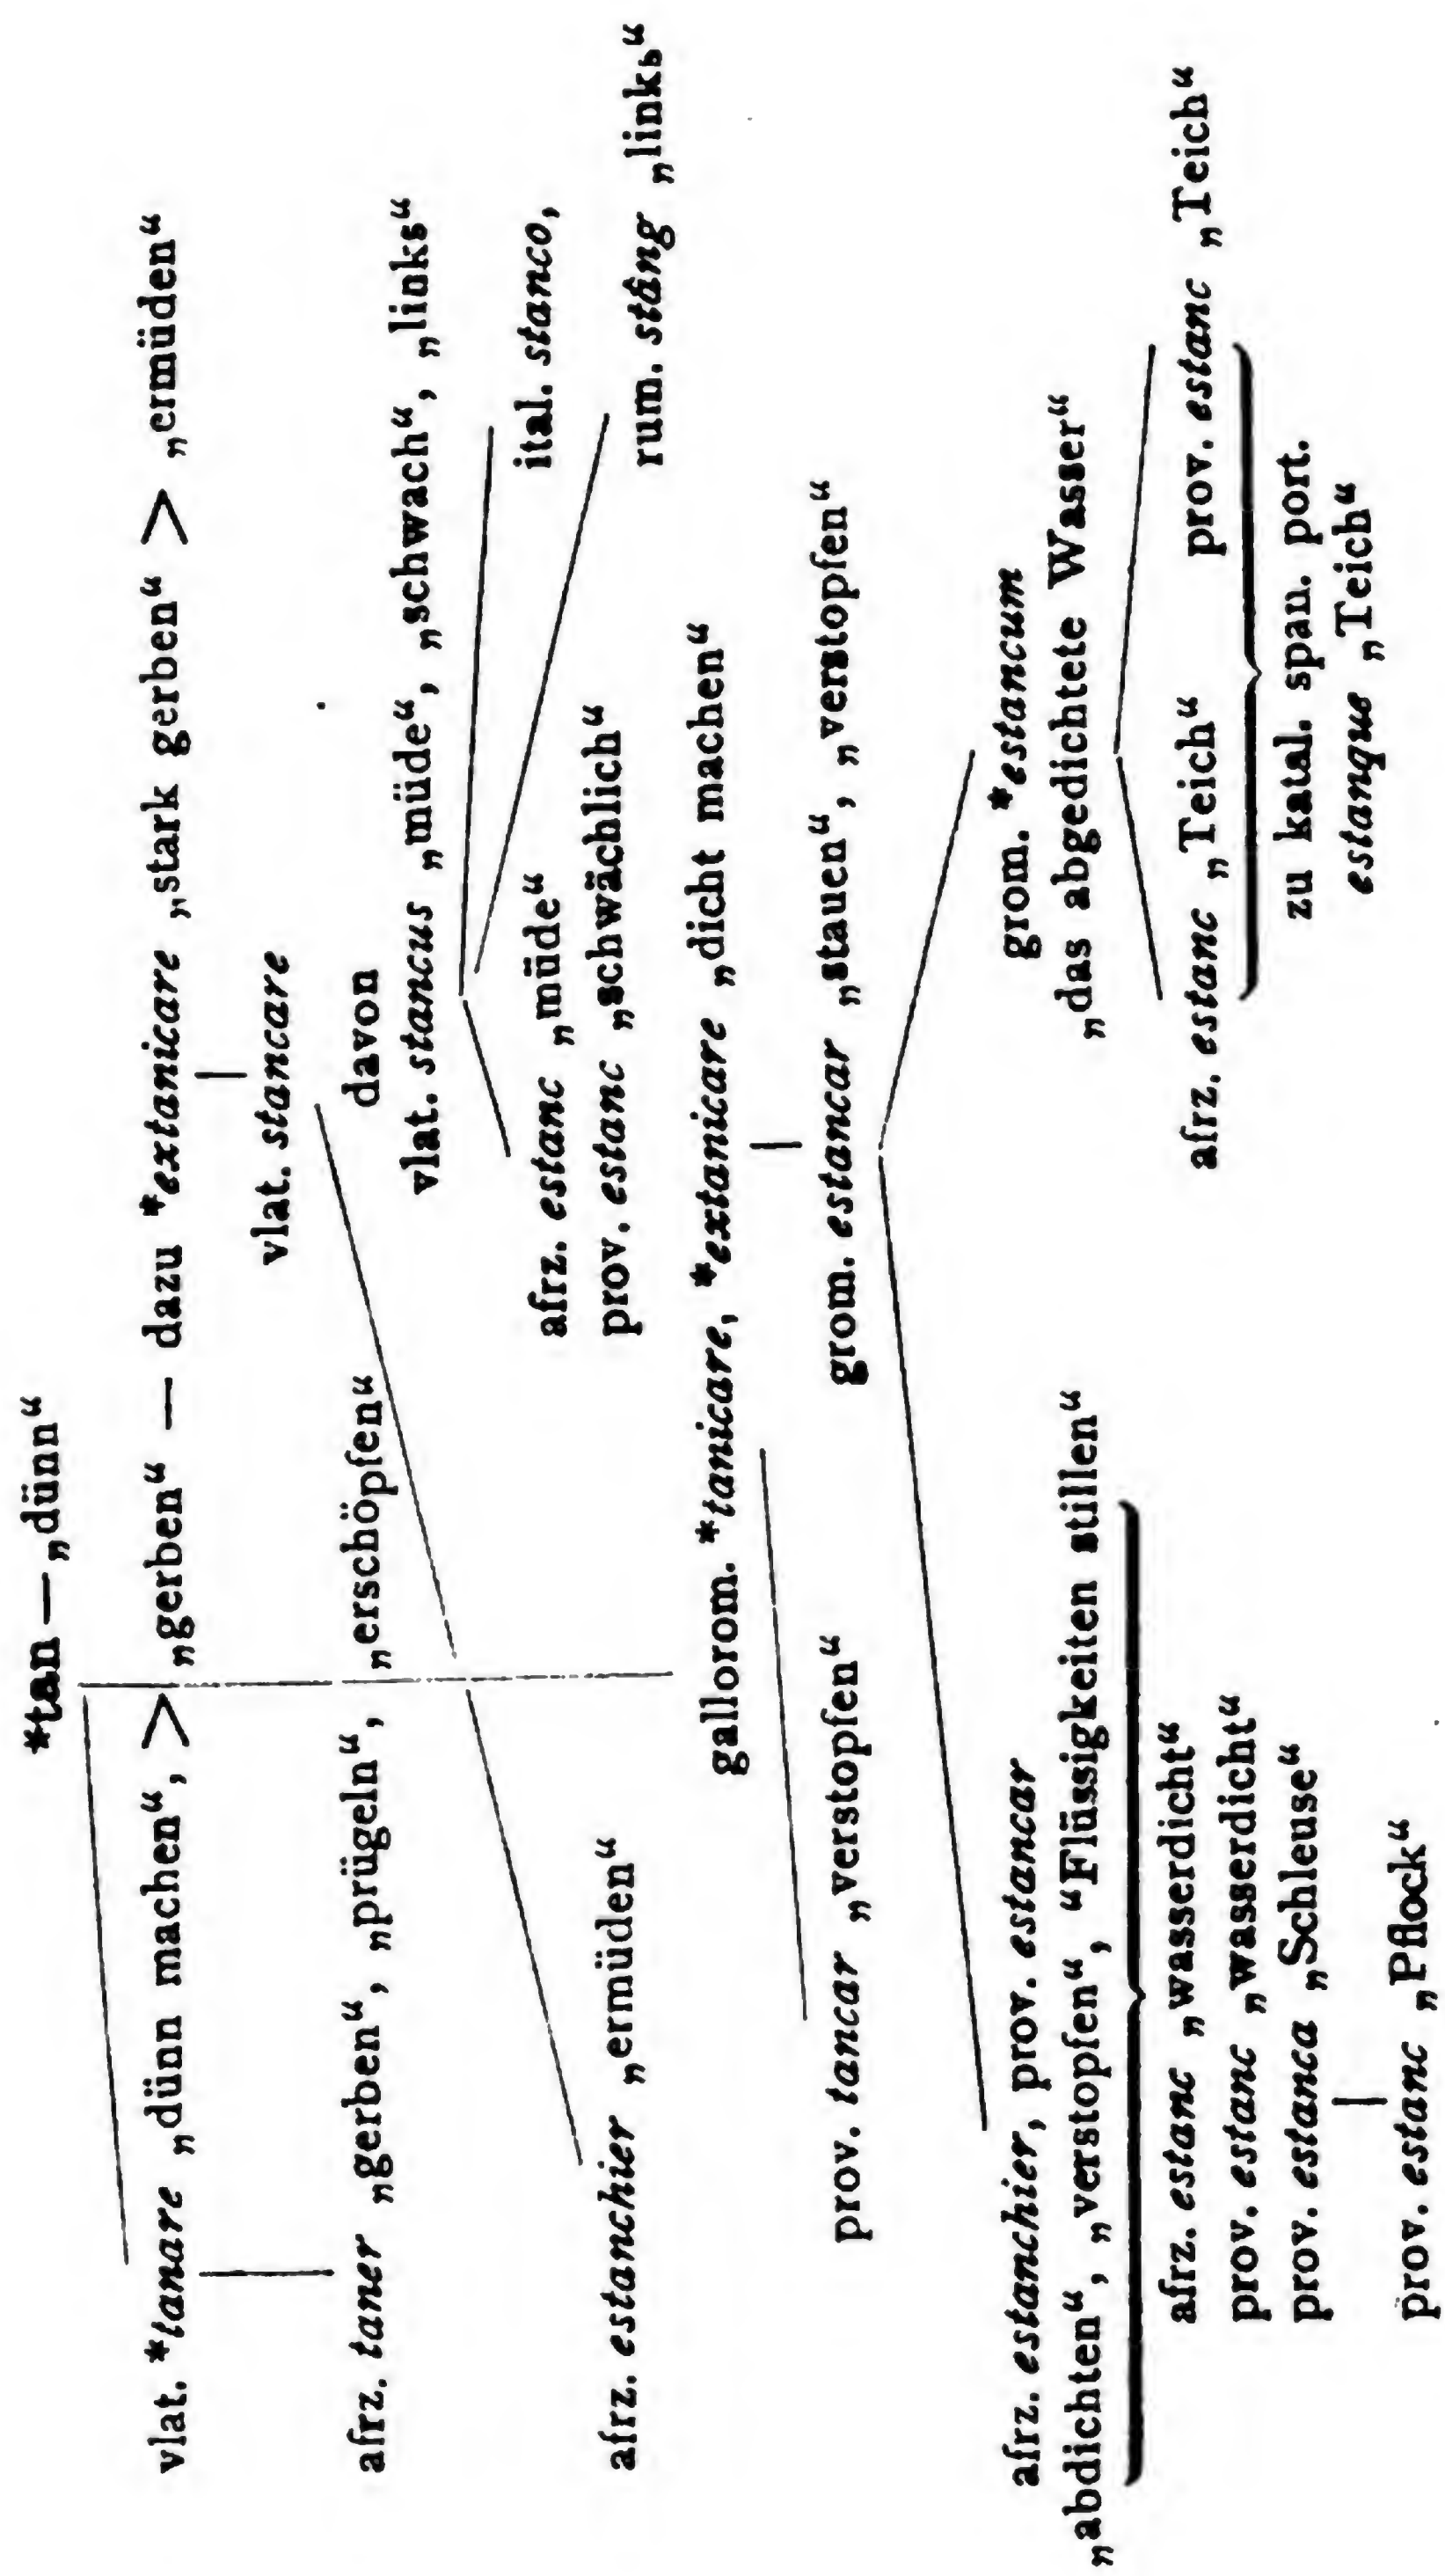 *tan — „dünn“
vlat. *tanare „dünn machen“, > „gerben“ — dazu *extanicare „stark gerben“ > „ermüden“
vlat. stancare
afrz. taner „gerben“, „prügeln“, „erschöpfen“
davon
vlat. stancus „müde“, „schwach“, „links“
ital. stanco,
afrz. estanc „müde“
prov. estanc „schwächlich“
rum. stâng „links“
afrz. estanchier „ermüden“
gallorom. *tanicare, *extanicare „dicht machen“
prov. tancar „verstopfen“
grom. estancar „stauen“, „verstopfen“
afrz. estanchier, prov. estancar
„abdichten“, „verstopfen“, “Flüssigkeiten stillen“
grom. *estancum
„das abgedichtete Wasser“
afrz. estanc „wasserdicht“
prov. estanc „wasserdicht“
prov. estanca „Schleuse“
prov. estanc „Pflock“
afrz. estanc „Teich“
prov. estanc „Teich“
zu katal. span. port.
estanque „Teich“